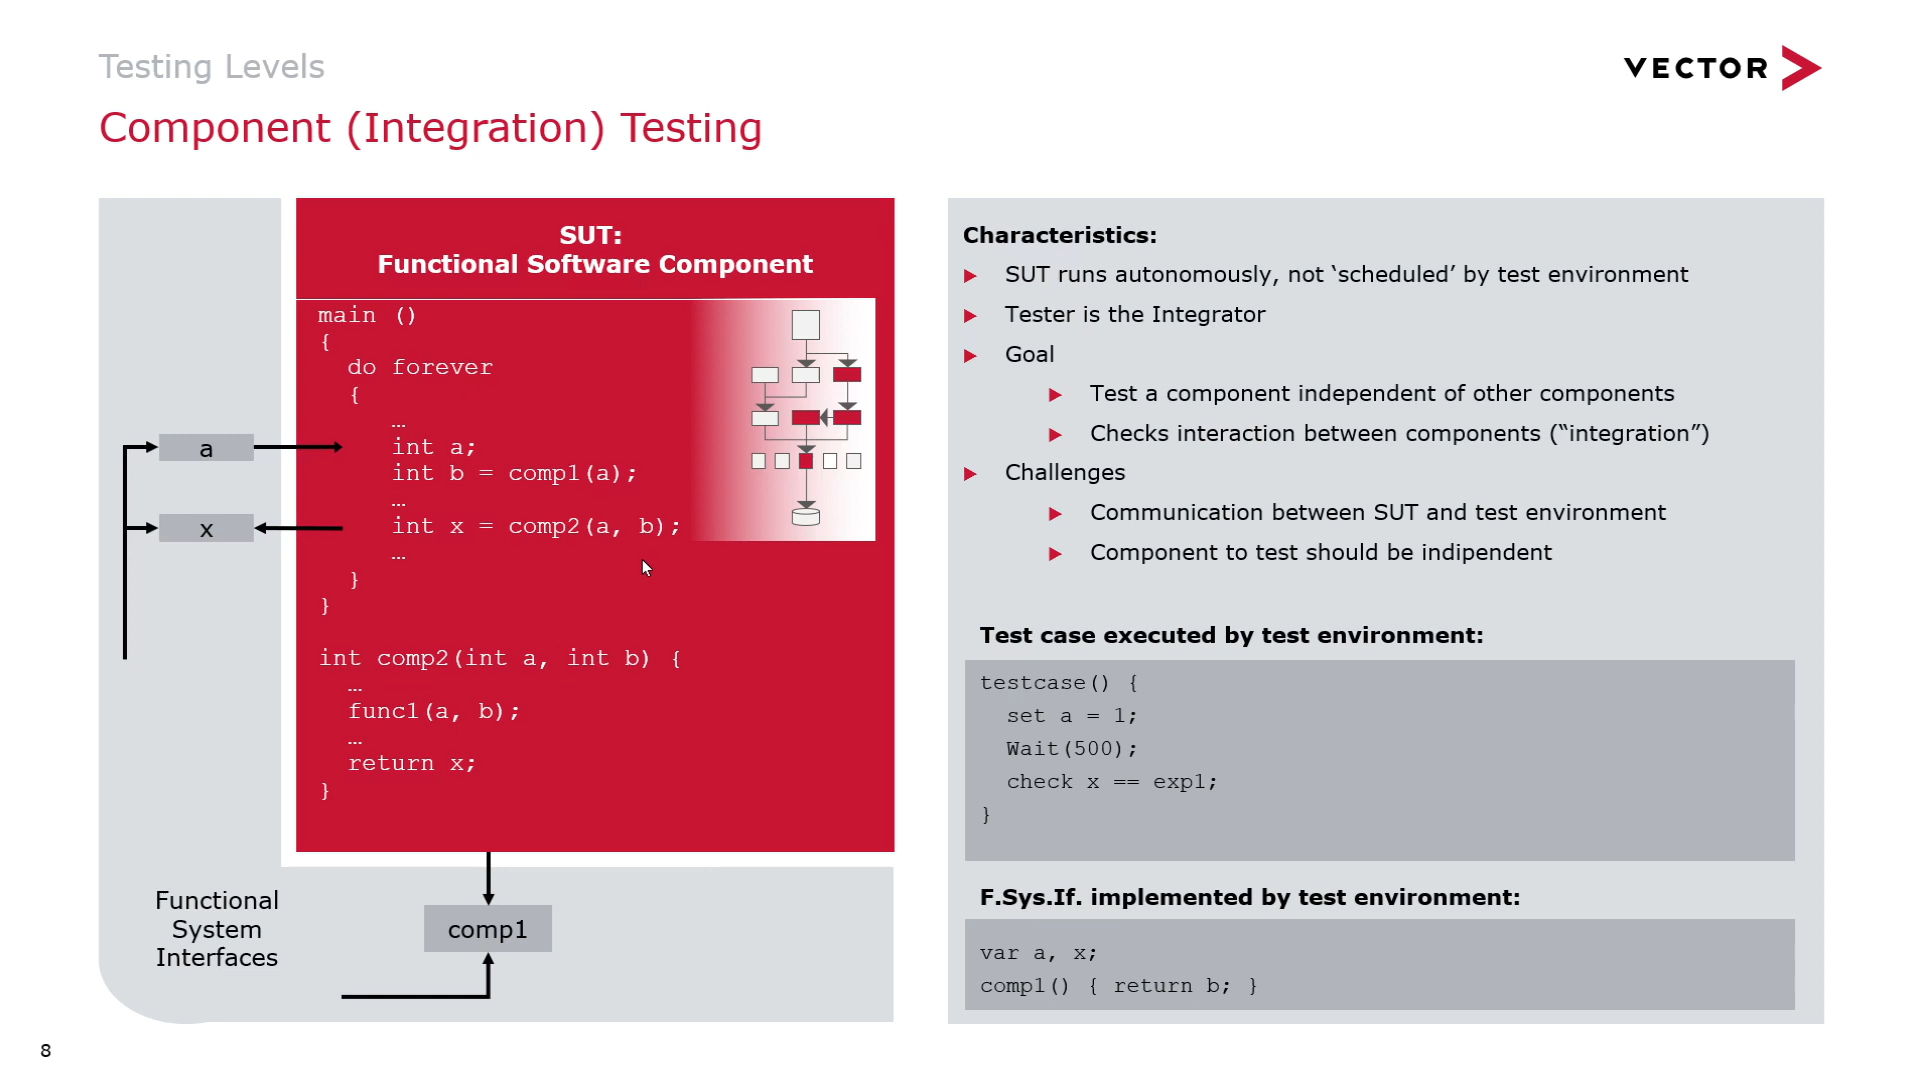 Testing Levels
VECTOR
Component (Integration) Testing
SUT:
Functional Software Component
main ()
{
do forever
{
…
int a;
int b = comp1(a);
…
int x = comp2(a, b);
…
}
}
int comp2(int a, int b) {
…
func1(a, b);
…
return x;
}
a
x
Functional
System
Interfaces
comp1
Characteristics:
SUT runs autonomously, not ‘scheduled’ by test environment
Tester is the Integrator
Goal
Test a component independent of other components
Checks interaction between components (“integration”)
Challenges
Communication between SUT and test environment
Component to test should be indipendent
Test case executed by test environment:
testcase() {
set a = 1;
Wait(500);
check x == exp1;
}
F.Sys.If. implemented by test environment:
var a, x;
comp1() { return b; }
8